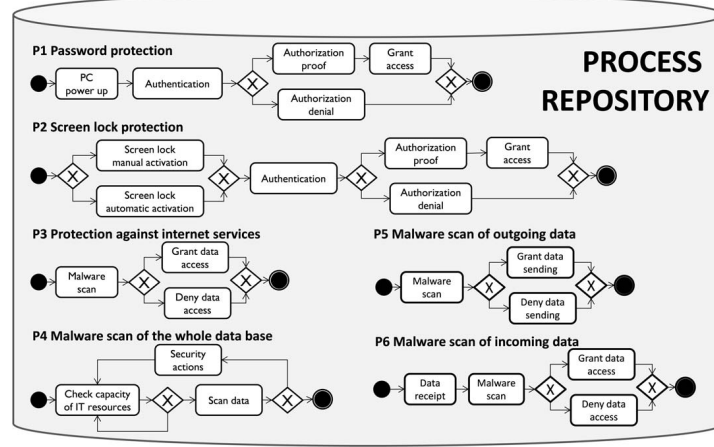 PROCESS
REPOSITORY
P1 Password protection
PC
power up
Authentication
X
Authorization
proof
Grant
access
Authorization
denial
X
P2 Screen lock protection
X
Screen lock
manual activation
Screen lock
automatic activation
X
Authentication
X
Authorization
proof
Grant
access
Authorization
denial
X
P3 Protection against internet services
Malware
scan
X
Grant data
access
Deny data
access
X
P5 Malware scan of outgoing data
Malware
scan
X
Grant data
sending
Deny data
sending
X
P4 Malware scan of the whole data base
Security
actions
Check capacity
of IT resources
X
Scan data
X
P6 Malware scan of incoming data
Data
receipt
Malware
scan
X
Grant data
access
Deny data
access
X